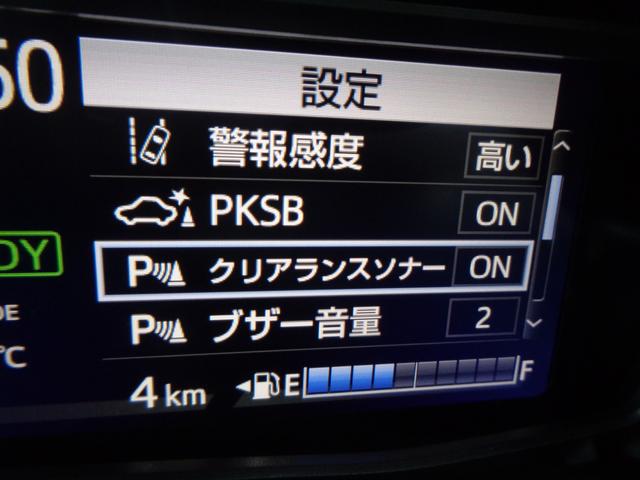 50
設定
警報感度 高い
PKSB ON
DY
P クリアランスソナー ON
DE
P ブザー音量 2
℃
4 km E F